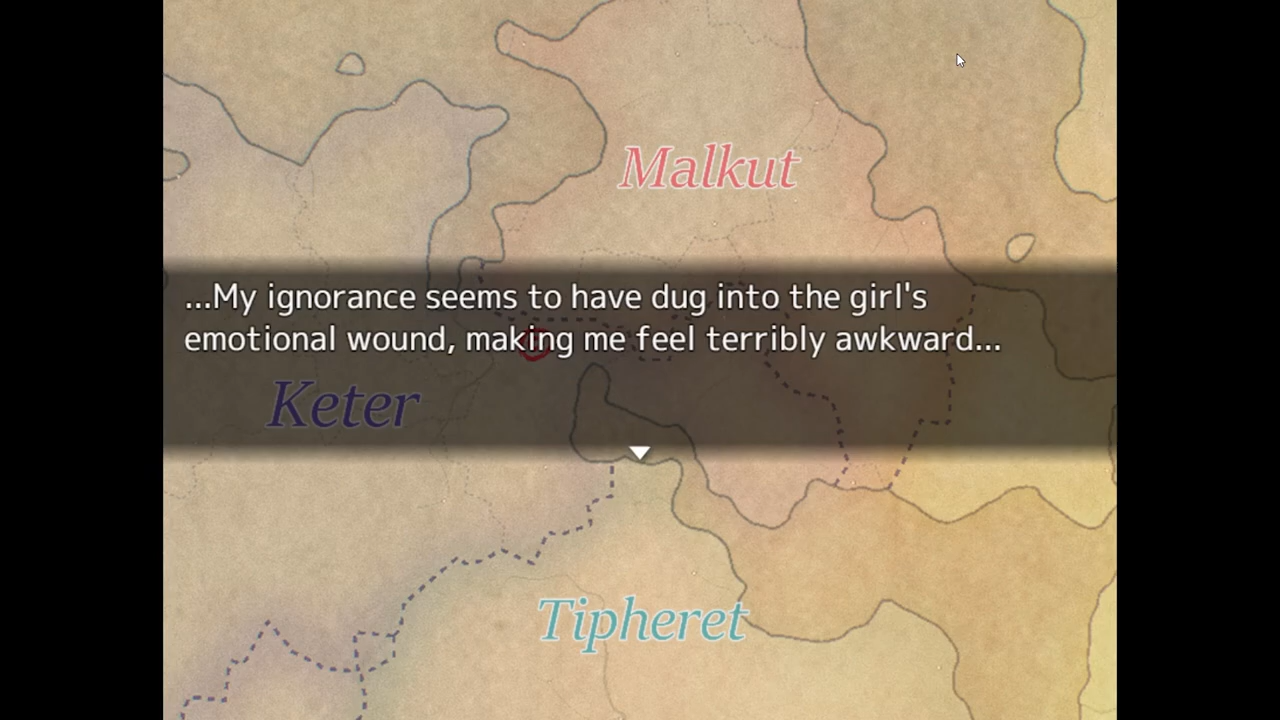 Malkut
...My ignorance seems to have dug into the girl's
emotional wound, making me feel terribly awkward...
Keter
Tipheret